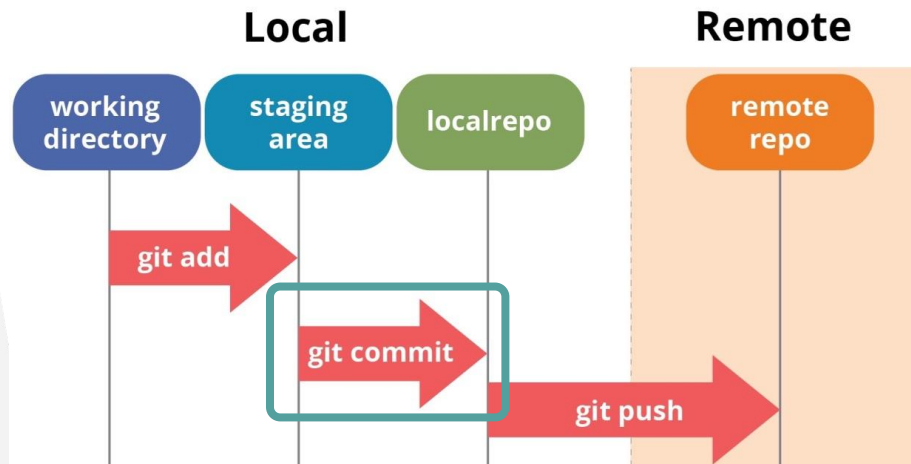 Local
Remote
working
directory
staging
area
localrepo
remote
repo
git add
git commit
git push